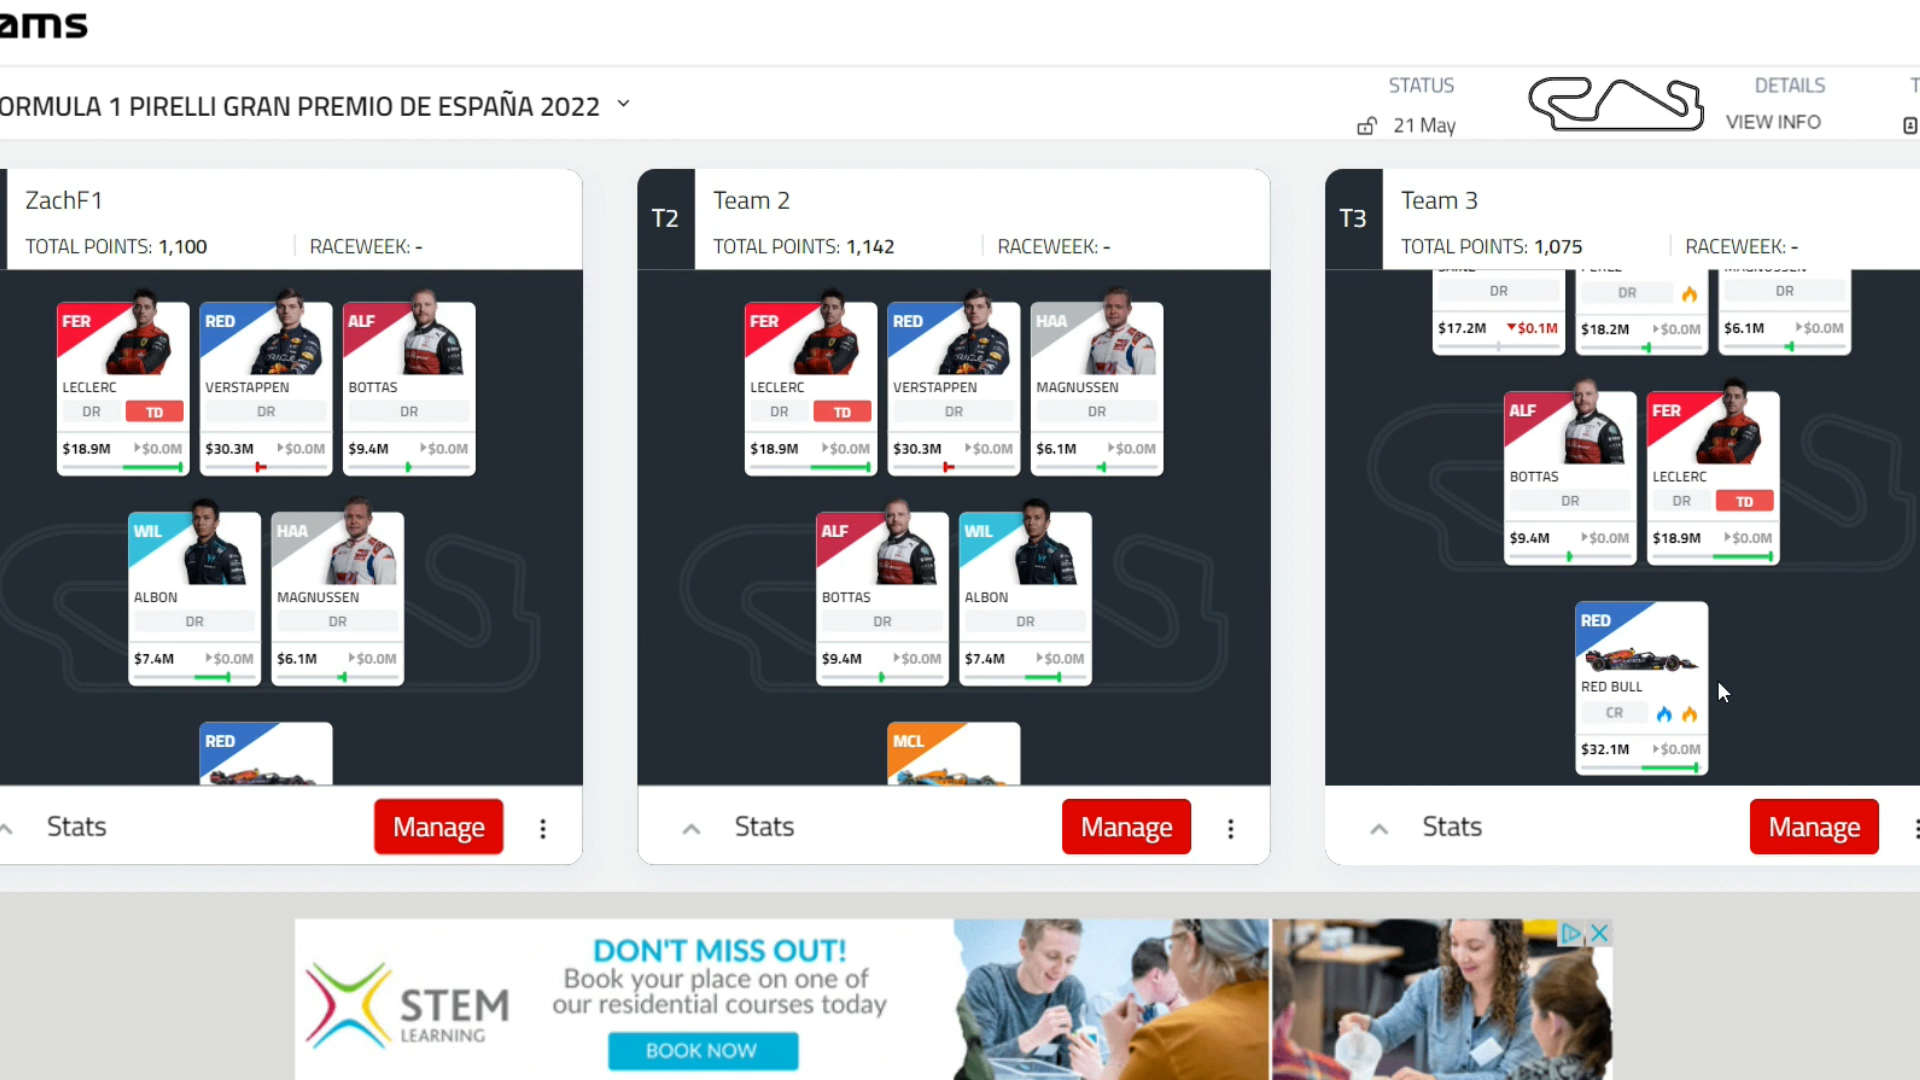 ams
ORMULA 1 PIRELLI GRAN PREMIO DE ESPAÑA 2022
STATUS
21 May
DETAILS
VIEW INFO
T
ZachF1
TOTAL POINTS: 1,100
RACEWEEK: -
FER
LECLERC
DR TD
$18.9M $0.0M
RED
VERSTAPPEN
DR
$30.3M $0.0M
ALF
BOTTAS
DR
$9.4M $0.0M
WIL
ALBON
DR
$7.4M $0.0M
HAA
MAGNUSSEN
DR
$6.1M $0.0M
RED
Stats
Manage
T2
Team 2
TOTAL POINTS: 1,142
RACEWEEK: -
FER
LECLERC
DR TD
$18.9M $0.0M
RED
VERSTAPPEN
DR
$30.3M $0.0M
HAA
MAGNUSSEN
DR
$6.1M $0.0M
ALF
BOTTAS
DR
$9.4M $0.0M
WIL
ALBON
DR
$7.4M $0.0M
MCL
Stats
Manage
T3
Team 3
TOTAL POINTS: 1,075
RACEWEEK: -
DR
$17.2M $0.1M
DR
$18.2M $0.0M
MAGNUSSEN
DR
$6.1M $0.0M
ALF
BOTTAS
DR
$9.4M $0.0M
FER
LECLERC
DR TD
$18.9M $0.0M
RED
RED BULL
CR
$32.1M $0.0M
Stats
Manage
STEM
LEARNING
DON'T MISS OUT!
Book your place on one of
our residential courses today
BOOK NOW